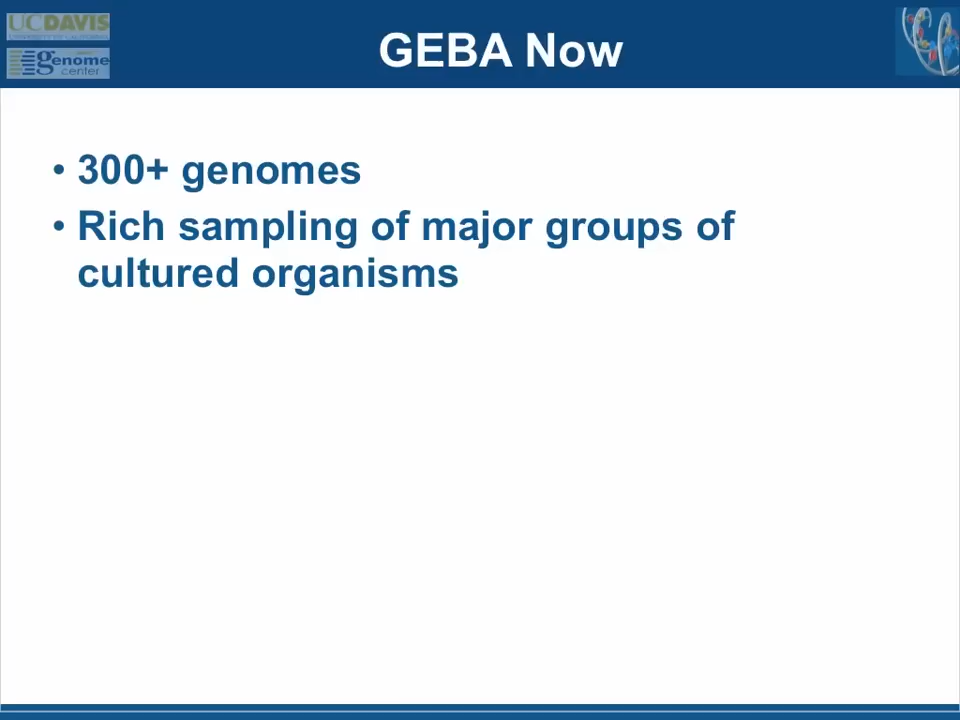 UCDAVIS
genome
center
GEBA Now
• 300+ genomes
• Rich sampling of major groups of
cultured organisms